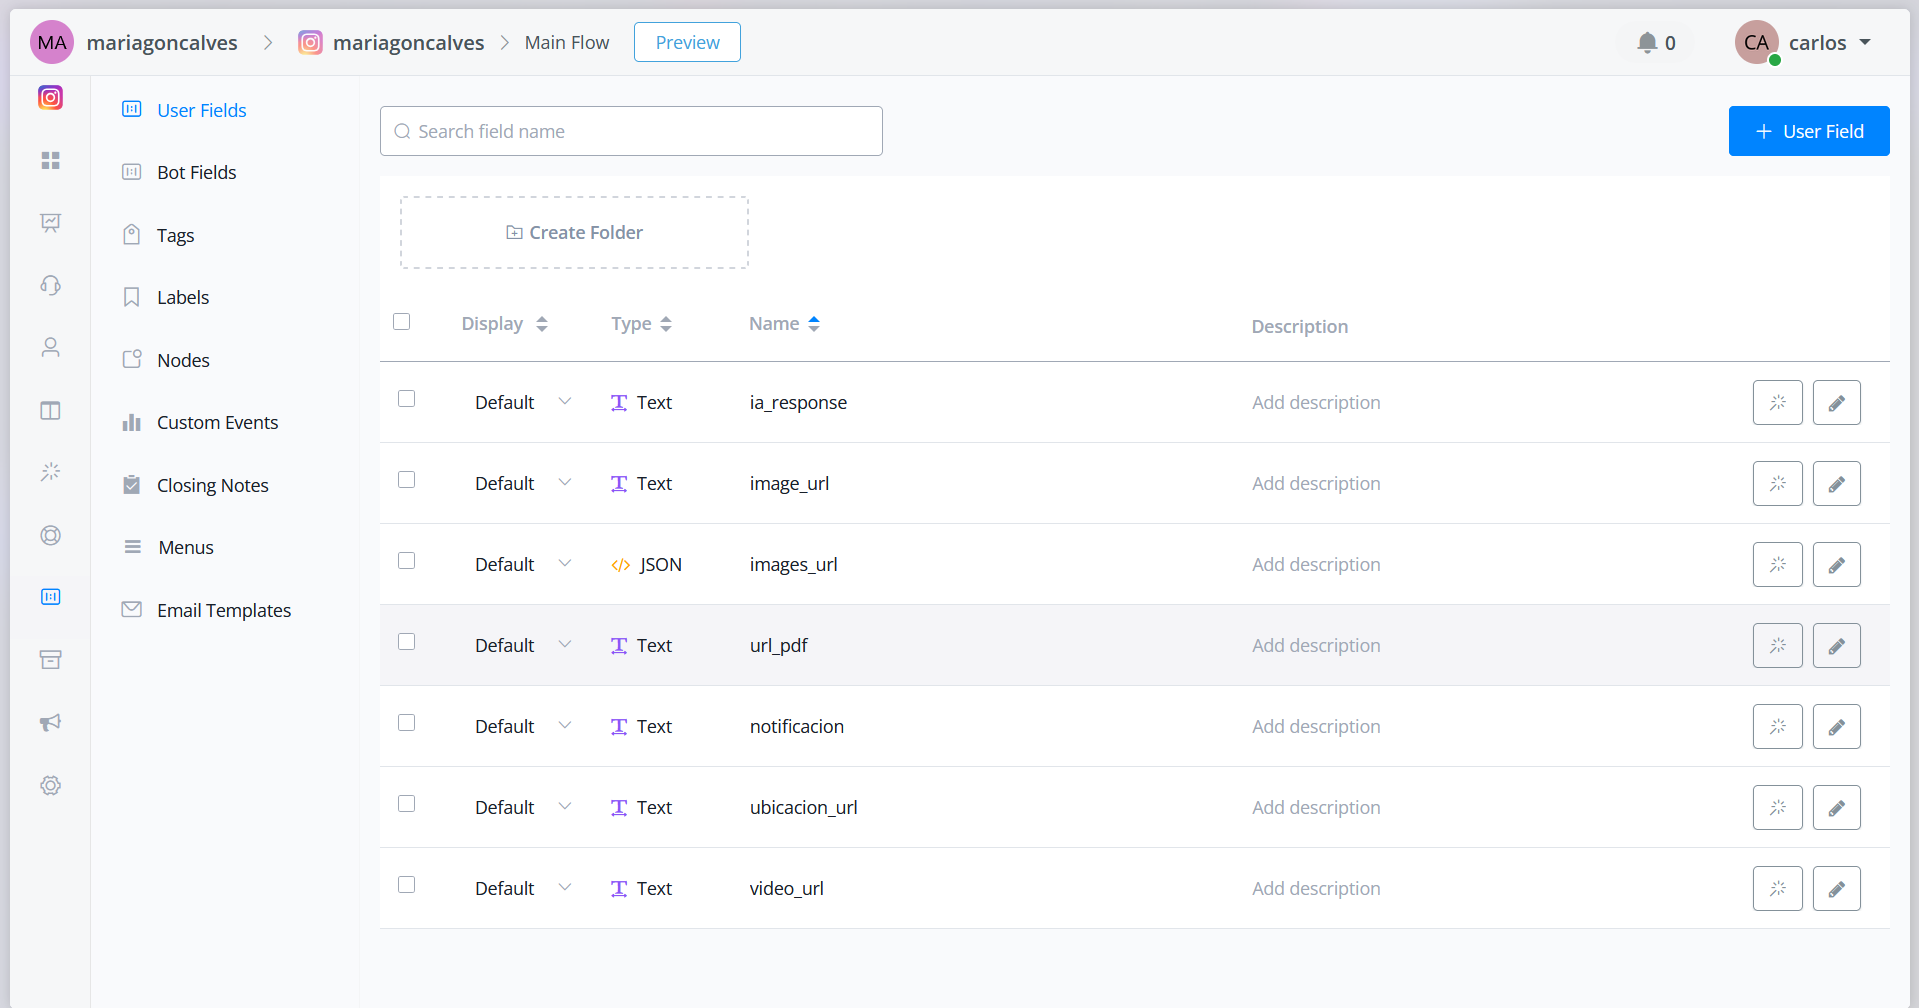 MA mariagoncalves > mariagoncalves > Main Flow Preview 0 CA carlos
User Fields
Bot Fields
Tags
Labels
Nodes
Custom Events
Closing Notes
Menus
Email Templates
Search field name
+ User Field
Create Folder
Display Type Name Description
Default Text ia_response Add description
Default Text image_url Add description
Default </> JSON images_url Add description
Default Text url_pdf Add description
Default Text notificacion Add description
Default Text ubicacion_url Add description
Default Text video_url Add description